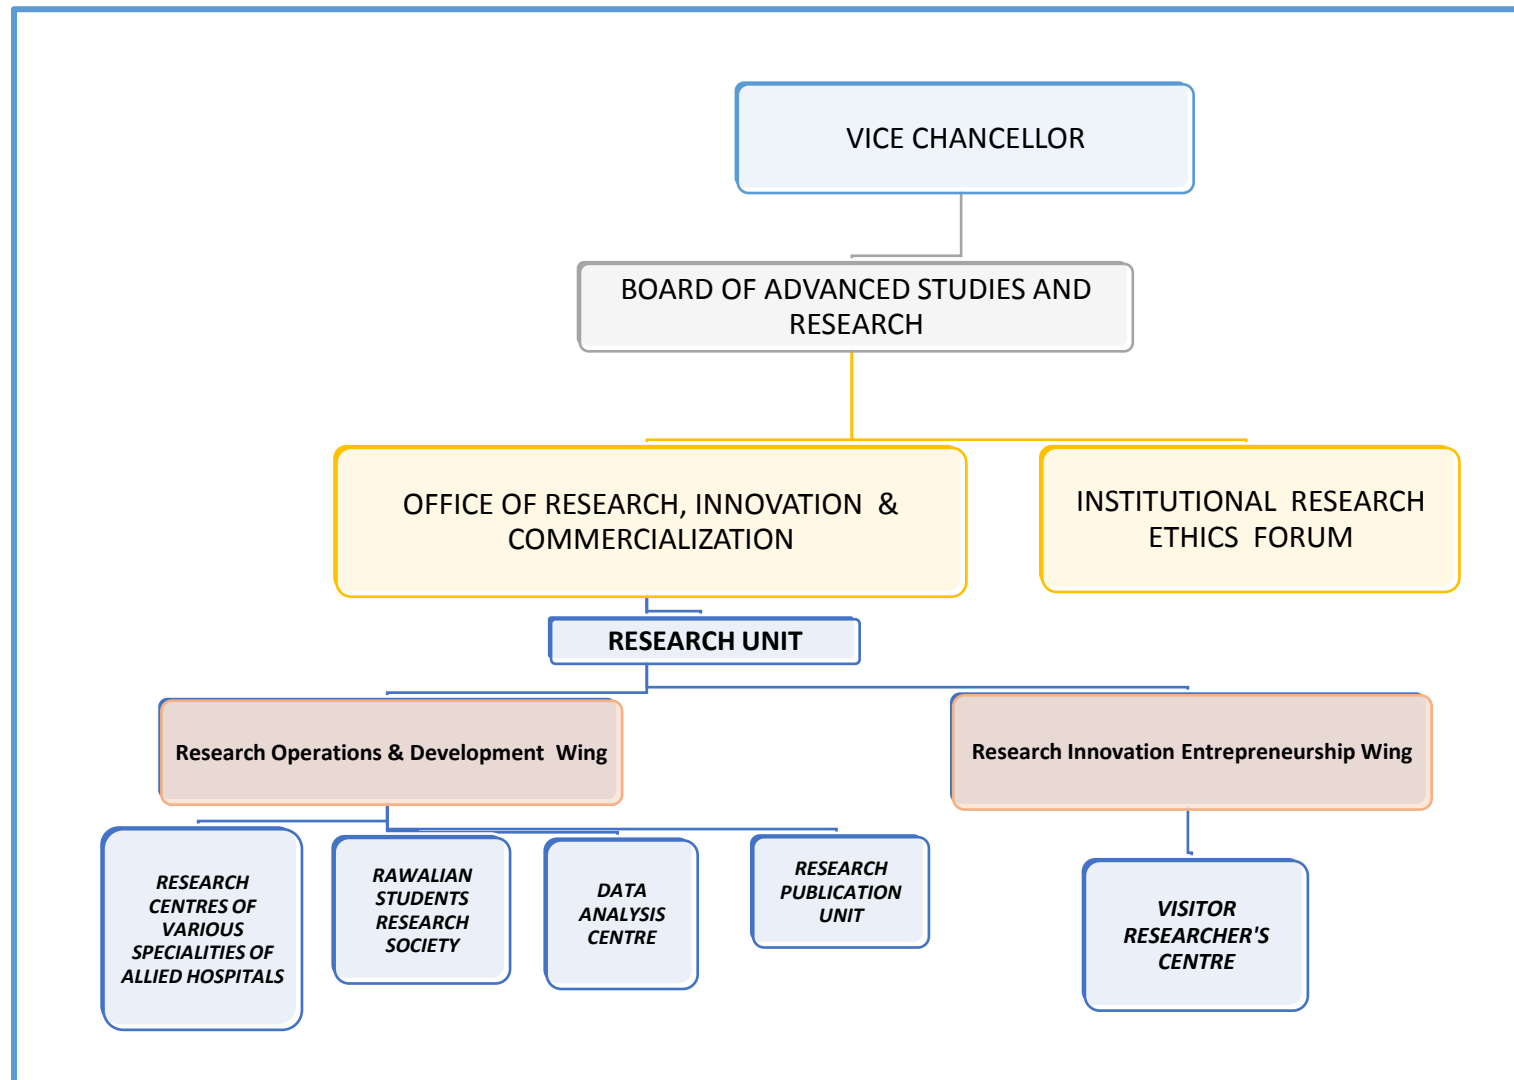 VICE CHANCELLOR
BOARD OF ADVANCED STUDIES AND
RESEARCH
OFFICE OF RESEARCH, INNOVATION &
COMMERCIALIZATION
INSTITUTIONAL RESEARCH
ETHICS FORUM
RESEARCH UNIT
Research Operations & Development Wing
Research Innovation Entrepreneurship Wing
RESEARCH
CENTRES OF
VARIOUS
SPECIALITIES OF
ALLIED HOSPITALS
RAWALIAN
STUDENTS
RESEARCH
SOCIETY
DATA
ANALYSIS
CENTRE
RESEARCH
PUBLICATION
UNIT
VISITOR
RESEARCHER'S
CENTRE